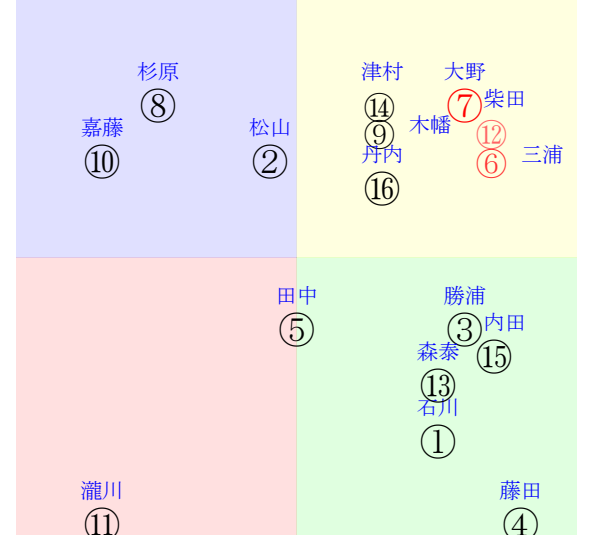 杉原 津村 大野
⑧ ⑭ ⑦ 柴田
嘉藤 松山 ⑨ 木幡 ⑫
⑩ ② 丹内 ⑥ 三浦
⑯
田中 勝浦
⑤ ③ 内田
森泰 ⑮
⑬
石川
①
瀧川 藤田
⑪ ④